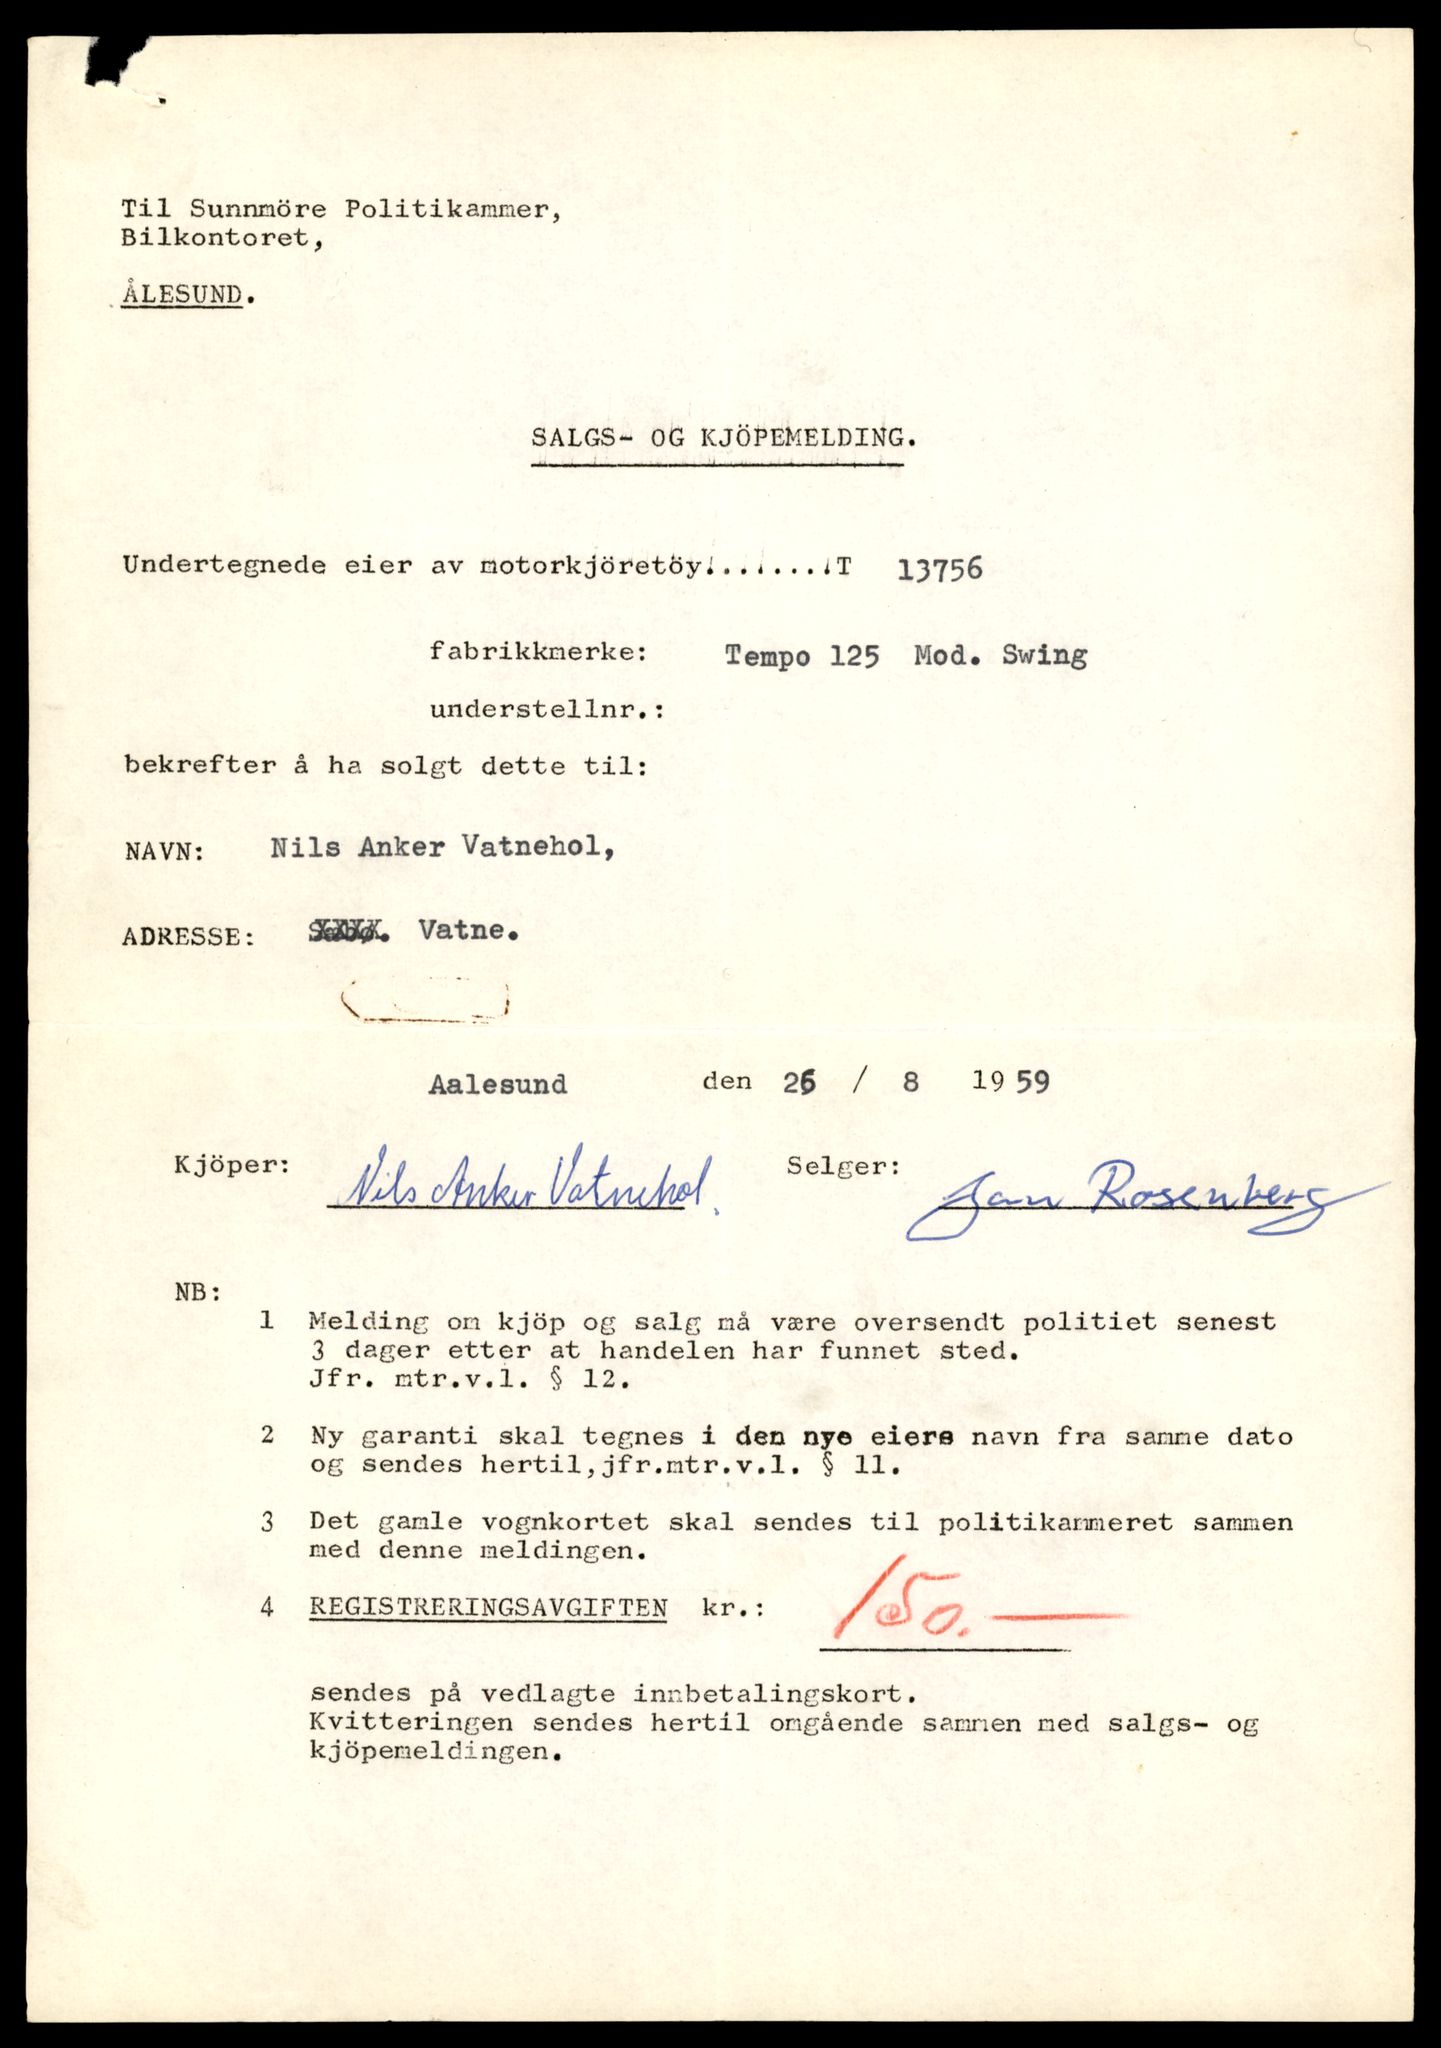 Til Sunnmöre Politikammer,
Bilkontoret,
ÅLESUND.
SALGS- OG KJÖPEMELDING.
Undertegnede eier av motorkjöretöy.........T 13756
fabrikkmerke: Tempo 125 Mod. Swing
understellnr.:
bekrefter å ha solgt dette til:
NAVN: Nils Anker Vatnehol,
ADRESSE: Vatne.
Aalesund den 26 / 8 1959
Kjöper: Nils Anker Vatnehol. Selger: Jan Rosenberg
NB:
1 Melding om kjöp og salg må være oversendt politiet senest
3 dager etter at handelen har funnet sted.
Jfr. mtr.v.l. § 12.
2 Ny garanti skal tegnes i den nye eiers navn fra samme dato
og sendes hertil,jfr.mtr.v.l. § 11.
3 Det gamle vognkortet skal sendes til politikammeret sammen
med denne meldingen.
4 REGISTRERINGSAVGIFTEN kr.: 150.—
sendes på vedlagte innbetalingskort.
Kvitteringen sendes hertil omgående sammen med salgs- og
kjöpemeldingen.